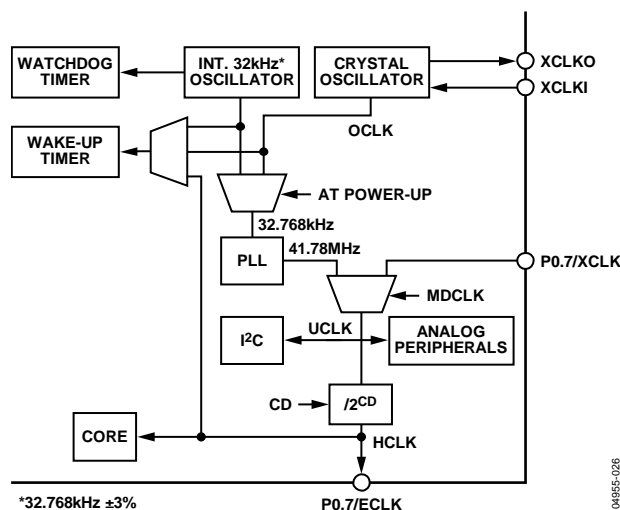 WATCHDOG
TIMER
INT. 32kHz*
OSCILLATOR
CRYSTAL
OSCILLATOR
XCLKO
XCLKI
OCLK
WAKE-UP
TIMER
AT POWER-UP
32.768kHz
41.78MHz
PLL
P0.7/XCLK
MDCLK
UCLK
I²C
ANALOG
PERIPHERALS
CD
/2ᶜᴰ
CORE
HCLK
P0.7/ECLK
*32.768kHz ±3%
04955-026